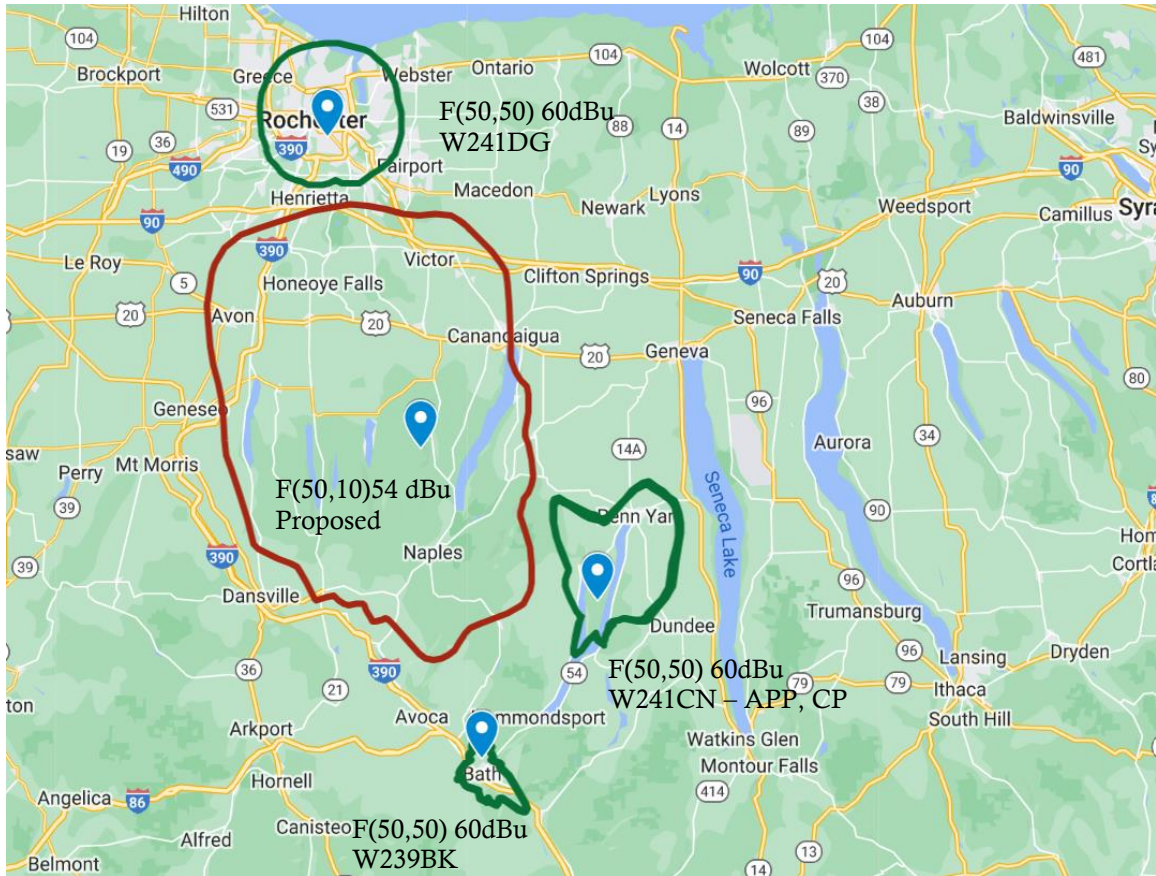 Hilton
104
Brockport
Greece
Webster
Ontario
104
Wolcott
104
370
481
38
531
Rochester
F(50,50) 60dBu
W241DG
88
14
89
Baldwinsville
19
36
390
490
Fairport
Henrietta
Macedon
Lyons
Newark
90
Weedsport
Camillus
Syra
90
390
Le Roy
5
Victor
Honeoye Falls
Clifton Springs
90
20
Auburn
20
Avon
20
Canandaigua
Seneca Falls
20
Geneva
96
80
Geneseo
34
14A
Aurora
saw
Perry
Mt Morris
39
F(50,10)54 dBu
Proposed
Penn Yan
Seneca Lake
90
390
Naples
39
Hom
Cortla
Dansville
96
Trumansburg
Dundee
36
390
54
F(50,50) 60dBu
W241CN – APP, CP
96
Lansing
Dryden
21
79
79
Ithaca
ton
Avoca
Hammondsport
South Hill
Arkport
Watkins Glen
Montour Falls
Bath
Hornell
414
Angelica
86
Canisteo
F(50,50) 60dBu
W239BK
Alfred
13
Belmont
14